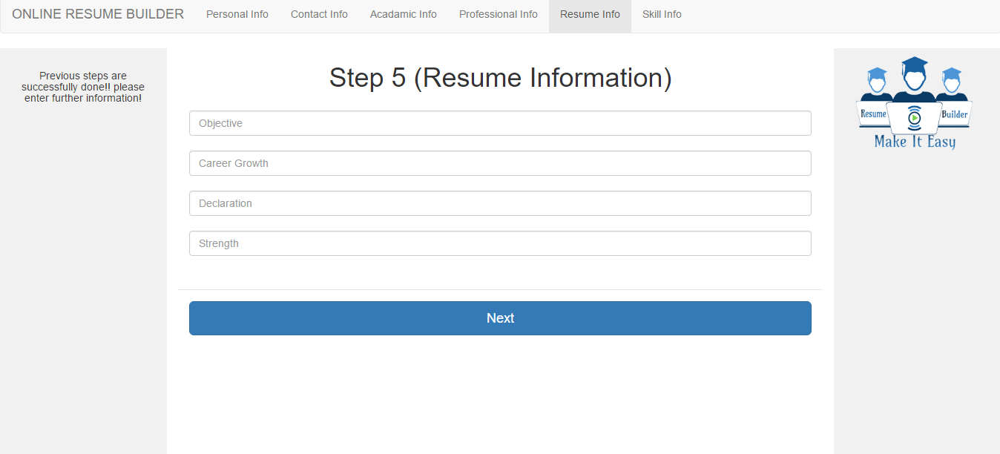 ONLINE RESUME BUILDER Personal Info Contact Info Acadamic Info Professional Info Resume Info Skill Info
Previous steps are
successfully done!! please
enter further information!
Step 5 (Resume Information)
Objective
Career Growth
Declaration
Strength
Next
Resume Builder
Make It Easy